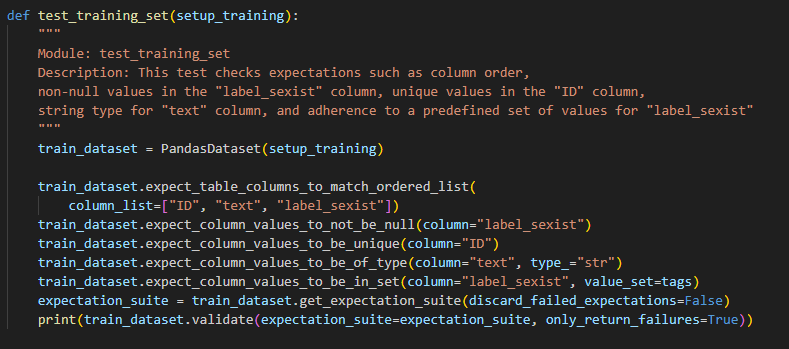 def test_training_set(setup_training):
    """
    Module: test_training_set
    Description: This test checks expectations such as column order,
    non-null values in the "label_sexist" column, unique values in the "ID" column,
    string type for "text" column, and adherence to a predefined set of values for "label_sexist"
    """
    train_dataset = PandasDataset(setup_training)

    train_dataset.expect_table_columns_to_match_ordered_list(
        column_list=["ID", "text", "label_sexist"])
    train_dataset.expect_column_values_to_not_be_null(column="label_sexist")
    train_dataset.expect_column_values_to_be_unique(column="ID")
    train_dataset.expect_column_values_to_be_of_type(column="text", type_="str")
    train_dataset.expect_column_values_to_be_in_set(column="label_sexist", value_set=tags)
    expectation_suite = train_dataset.get_expectation_suite(discard_failed_expectations=False)
    print(train_dataset.validate(expectation_suite=expectation_suite, only_return_failures=True))